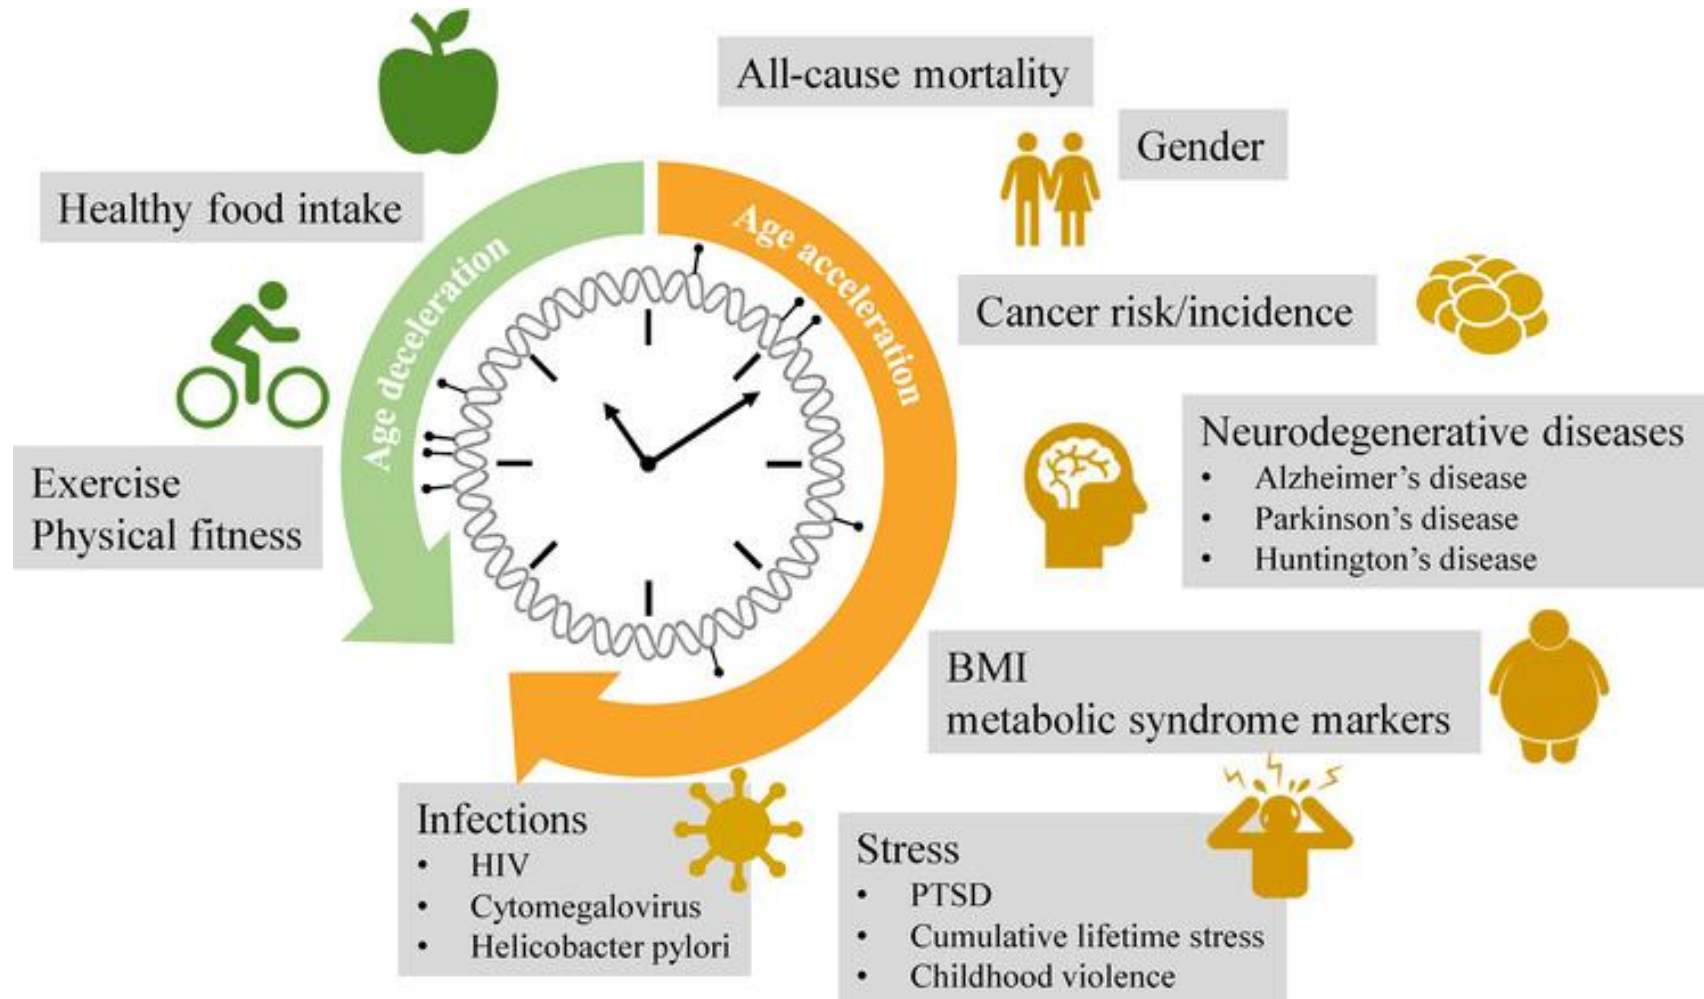 All-cause mortality
Gender
Healthy food intake
Age deceleration
Age acceleration
Cancer risk/incidence
Exercise
Physical fitness
Neurodegenerative diseases
• Alzheimer’s disease
• Parkinson’s disease
• Huntington’s disease
BMI
metabolic syndrome markers
Infections
• HIV
• Cytomegalovirus
• Helicobacter pylori
Stress
• PTSD
• Cumulative lifetime stress
• Childhood violence